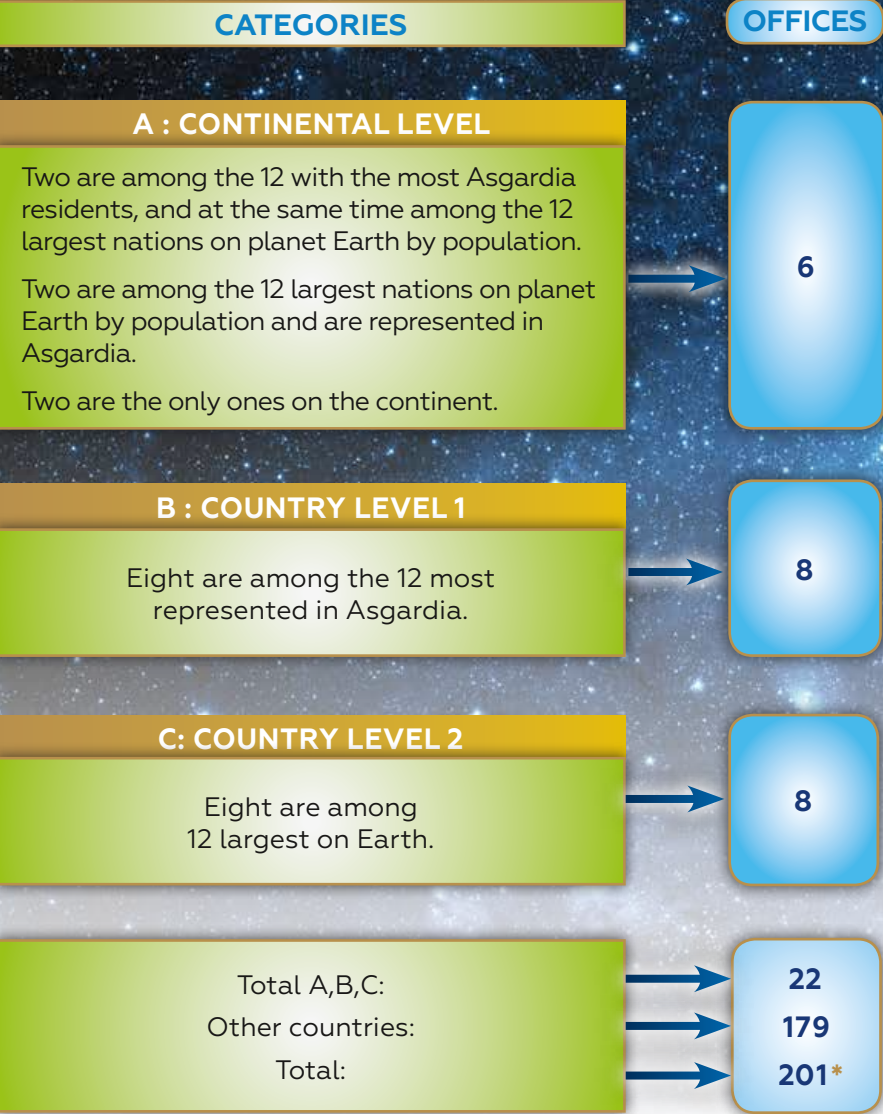 CATEGORIES
OFFICES
A : CONTINENTAL LEVEL
Two are among the 12 with the most Asgardia
residents, and at the same time among the 12
largest nations on planet Earth by population.
Two are among the 12 largest nations on planet
Earth by population and are represented in
Asgardia.
Two are the only ones on the continent.
6
B : COUNTRY LEVEL 1
Eight are among the 12 most
represented in Asgardia.
8
C: COUNTRY LEVEL 2
Eight are among
12 largest on Earth.
8
Total A,B,C:
22
Other countries:
179
Total:
201*